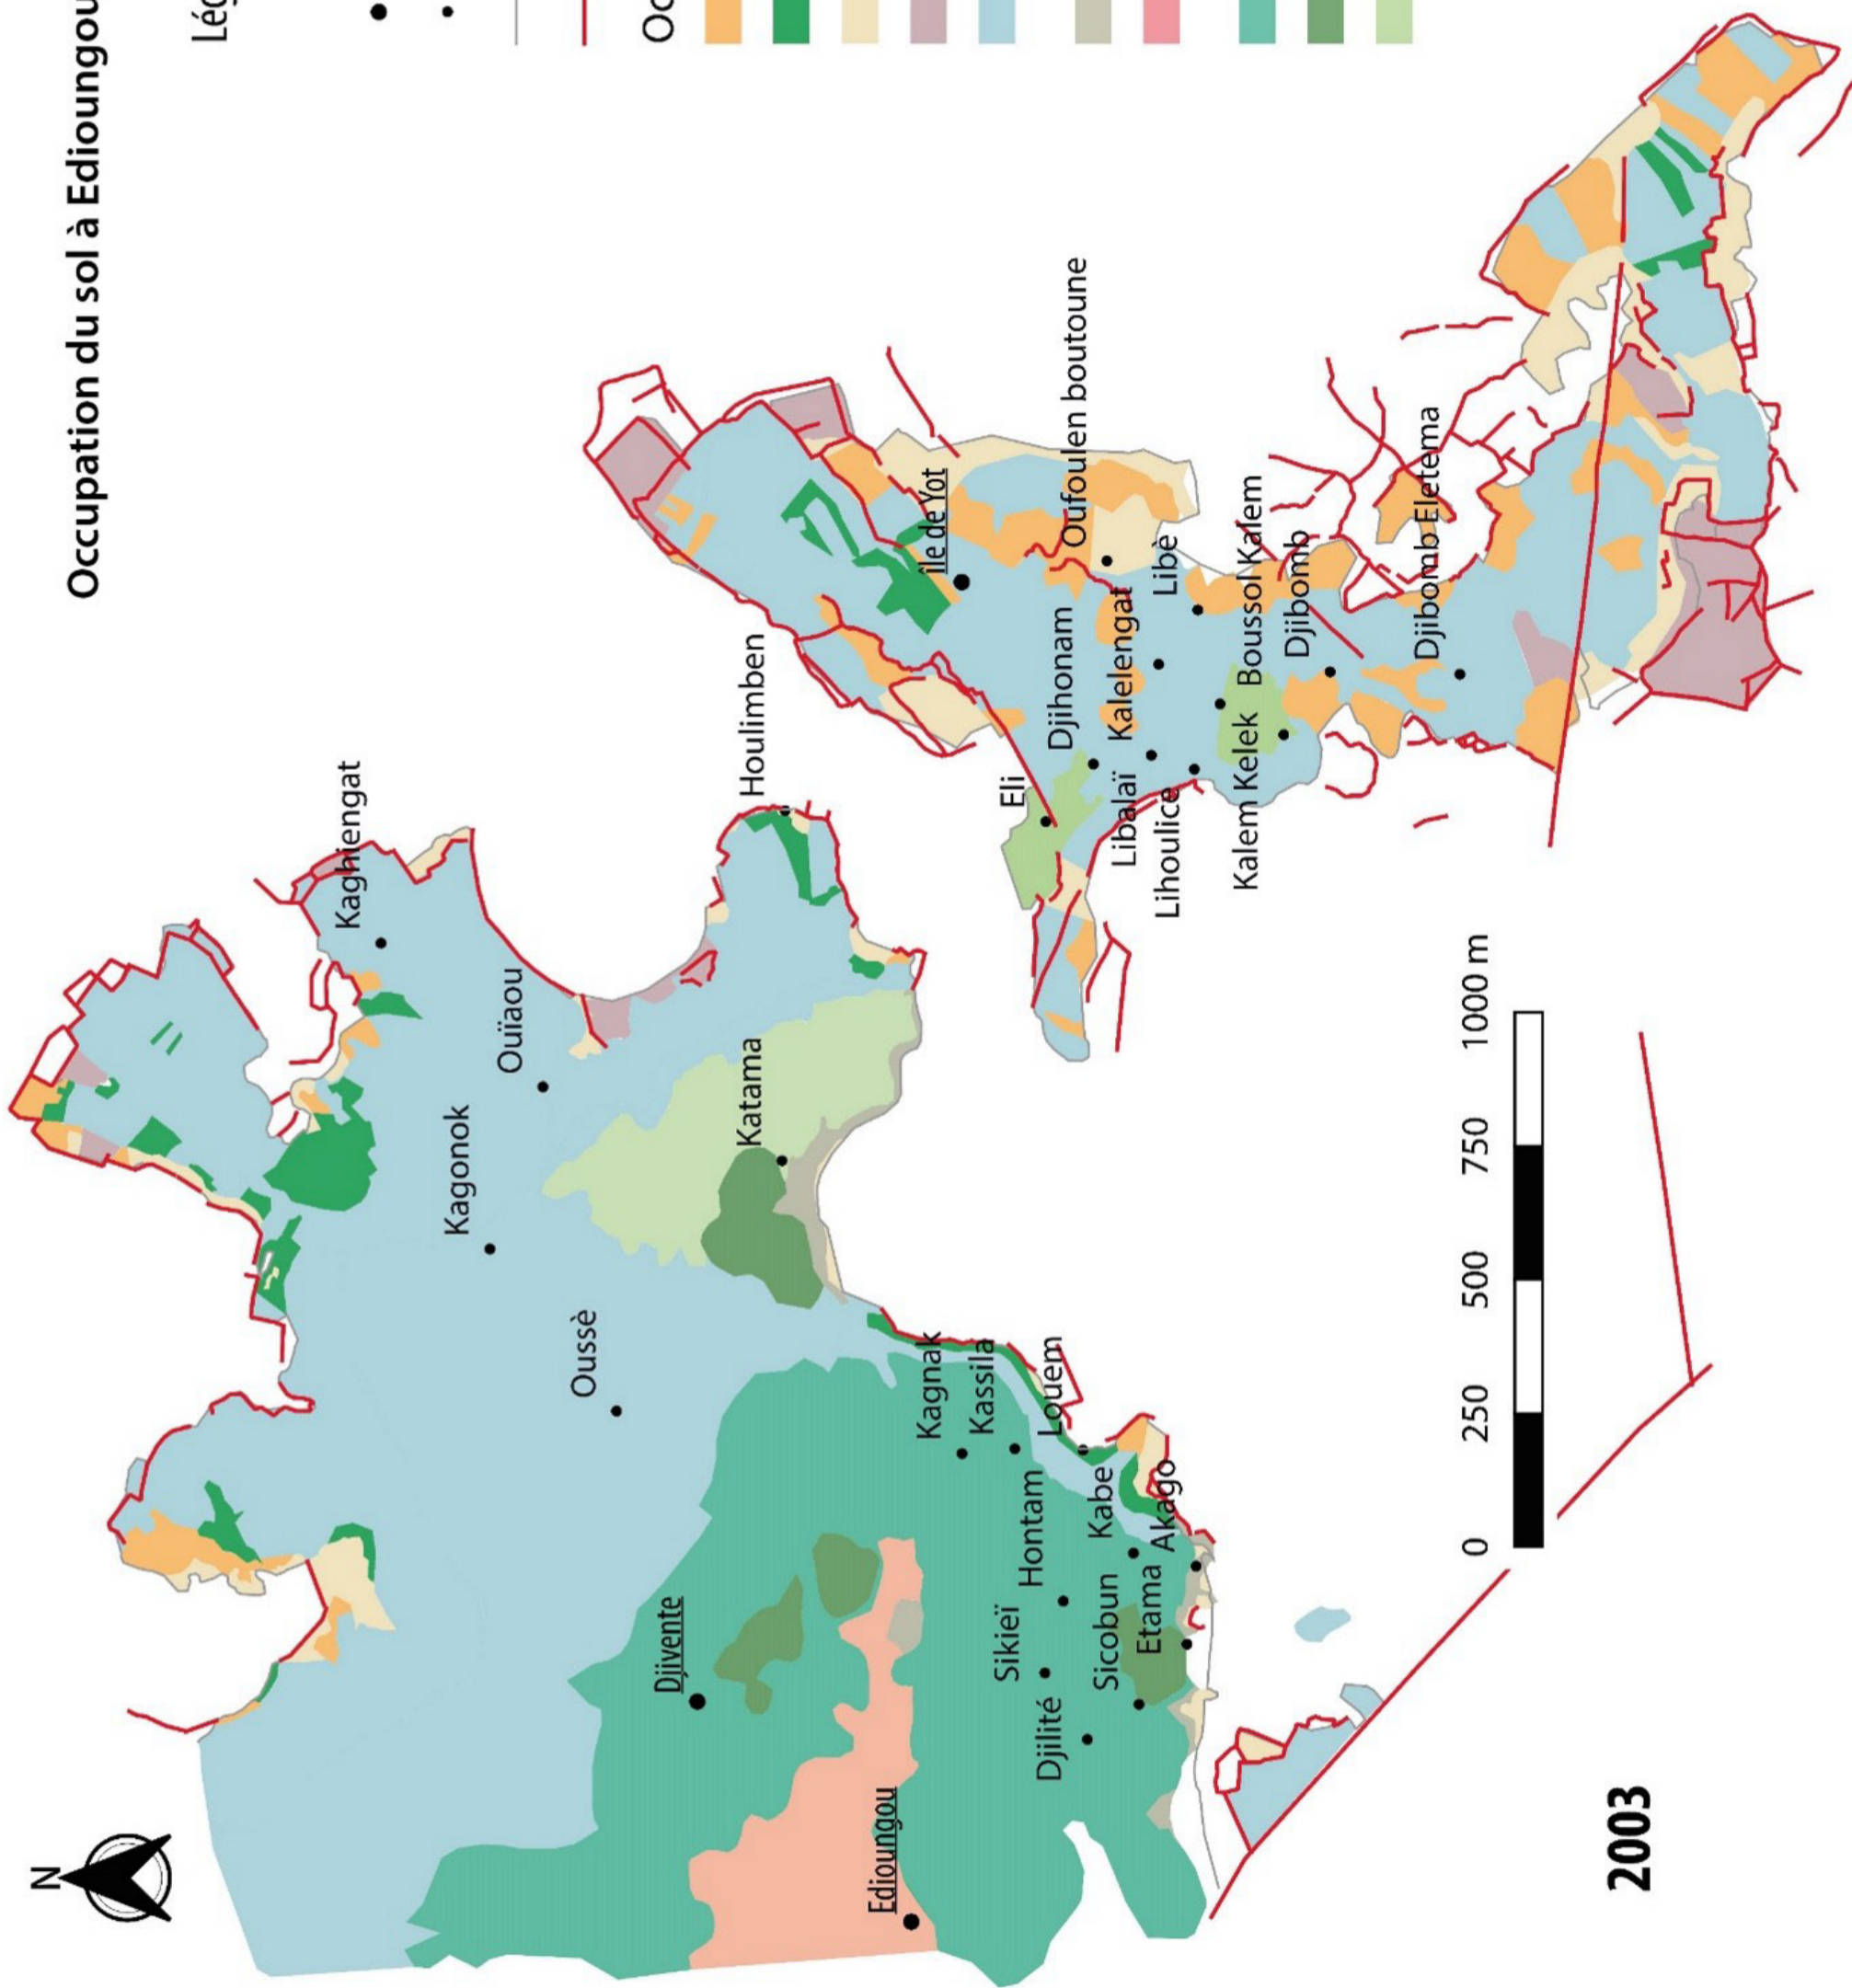 Occupation du sol à Edioungou
Lég
Oc
N
Kaghiengat
Kagonok
Ouïaou
Houlimben
Oussè
Katama
Djivente
Edioungou
Kagnak
Kassila
Louem
Hontam
Kabe
Akago
Sikieï
Sicobun
Etama
Djilité
île de Yot
Oufoulen boutoune
Eli
Djihonam
Kalelengat
Libè
Libalaï
Lihoulice
Boussol Kalem
Kalem Kelek
Djibomb
Djibomb Eletema
0 250 500 750 1000 m
2003